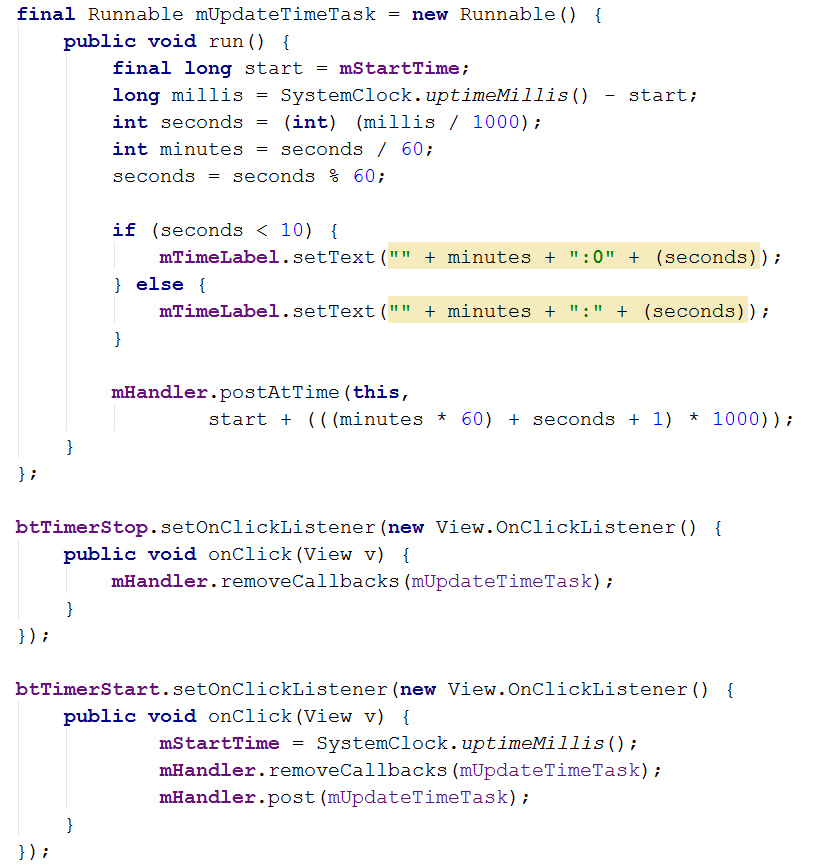 final Runnable mUpdateTimeTask = new Runnable() {
    public void run() {
        final long start = mStartTime;
        long millis = SystemClock.uptimeMillis() - start;
        int seconds = (int) (millis / 1000);
        int minutes = seconds / 60;
        seconds = seconds % 60;

        if (seconds < 10) {
            mTimeLabel.setText("" + minutes + ":0" + (seconds));
        } else {
            mTimeLabel.setText("" + minutes + ":" + (seconds));
        }

        mHandler.postAtTime(this,
                start + (((minutes * 60) + seconds + 1) * 1000));
    }
};

btTimerStop.setOnClickListener(new View.OnClickListener() {
    public void onClick(View v) {
        mHandler.removeCallbacks(mUpdateTimeTask);
    }
});

btTimerStart.setOnClickListener(new View.OnClickListener() {
    public void onClick(View v) {
            mStartTime = SystemClock.uptimeMillis();
            mHandler.removeCallbacks(mUpdateTimeTask);
            mHandler.post(mUpdateTimeTask);
    }
});